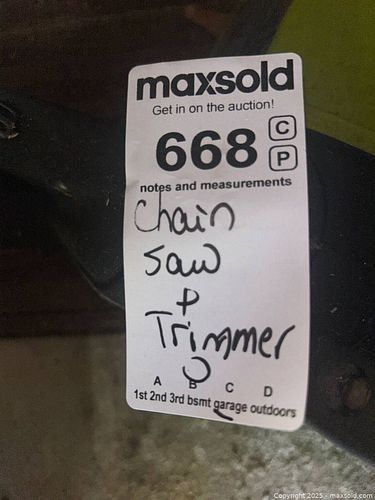 maxsold
Get in on the auction!
668 C
P
notes and measurements
Chain
Saw
P
Trimmer
A B C D
1st 2nd 3rd bsmt garage outdoors
Copyright 2025 - maxsold.com